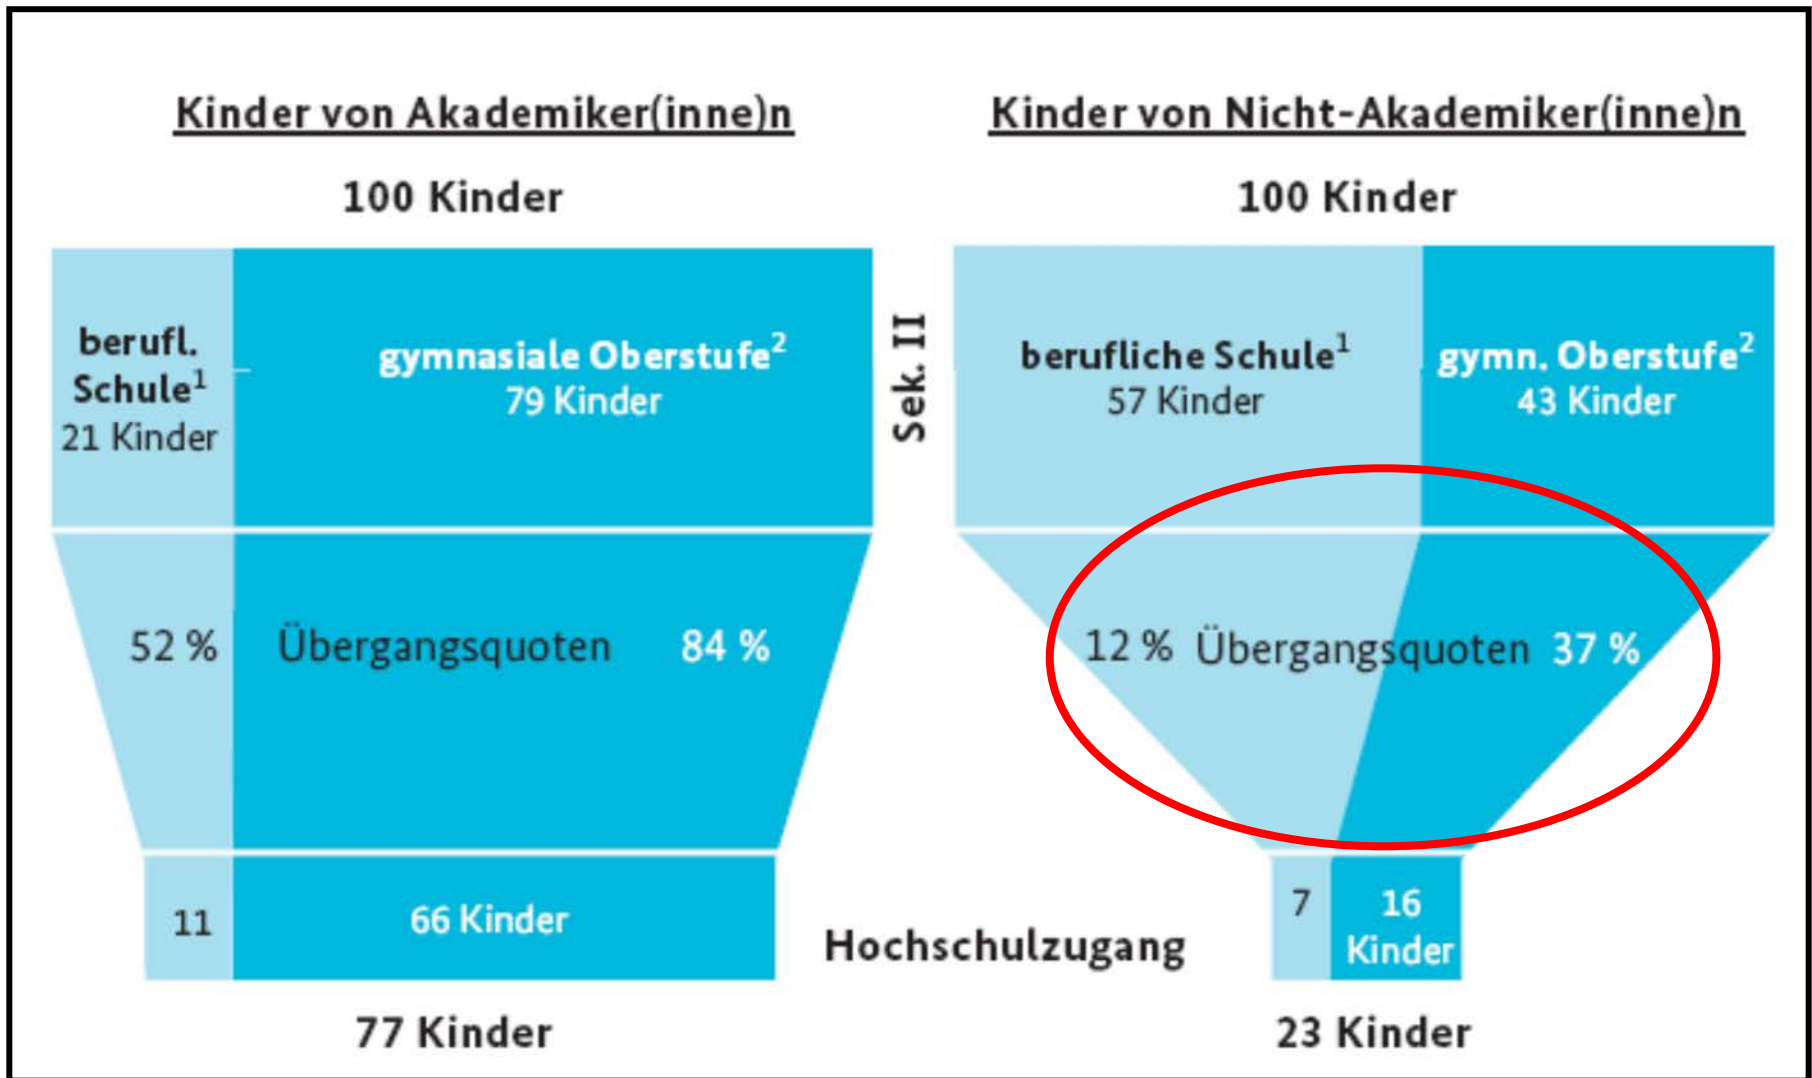 Kinder von Akademiker(inne)n
100 Kinder
berufl.
Schule¹
21 Kinder
gymnasiale Oberstufe²
79 Kinder
52 % Übergangsquoten 84 %
11
66 Kinder
77 Kinder
Sek. II
Hochschulzugang
Kinder von Nicht-Akademiker(inne)n
100 Kinder
berufliche Schule¹
57 Kinder
gymn. Oberstufe²
43 Kinder
12 % Übergangsquoten 37 %
7
16
Kinder
23 Kinder